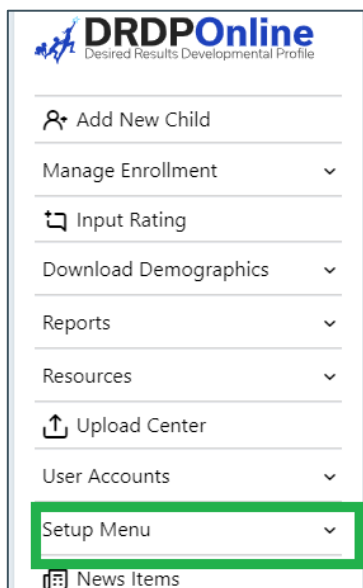 DRDPOnline
Desired Results Developmental Profile
Add New Child
Manage Enrollment
Input Rating
Download Demographics
Reports
Resources
Upload Center
User Accounts
Setup Menu
News Items